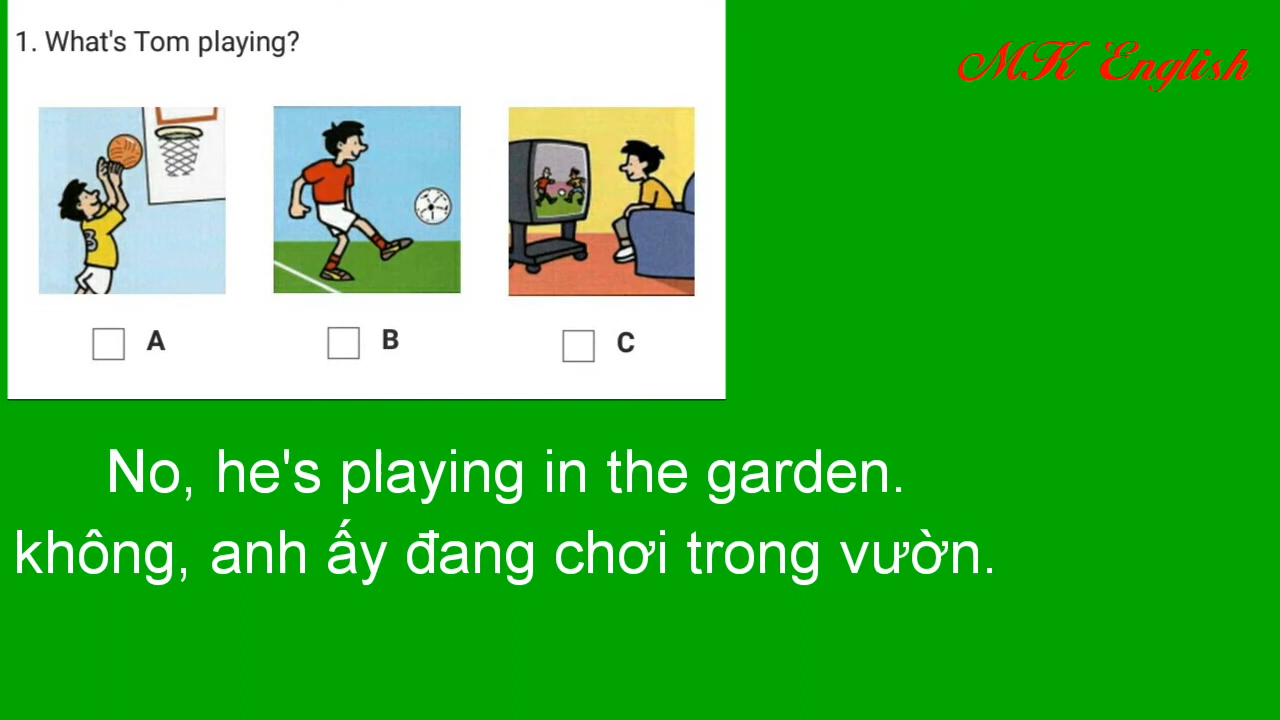 1. What's Tom playing?
MK English
A
B
C
No, he's playing in the garden.
không, anh ấy đang chơi trong vườn.